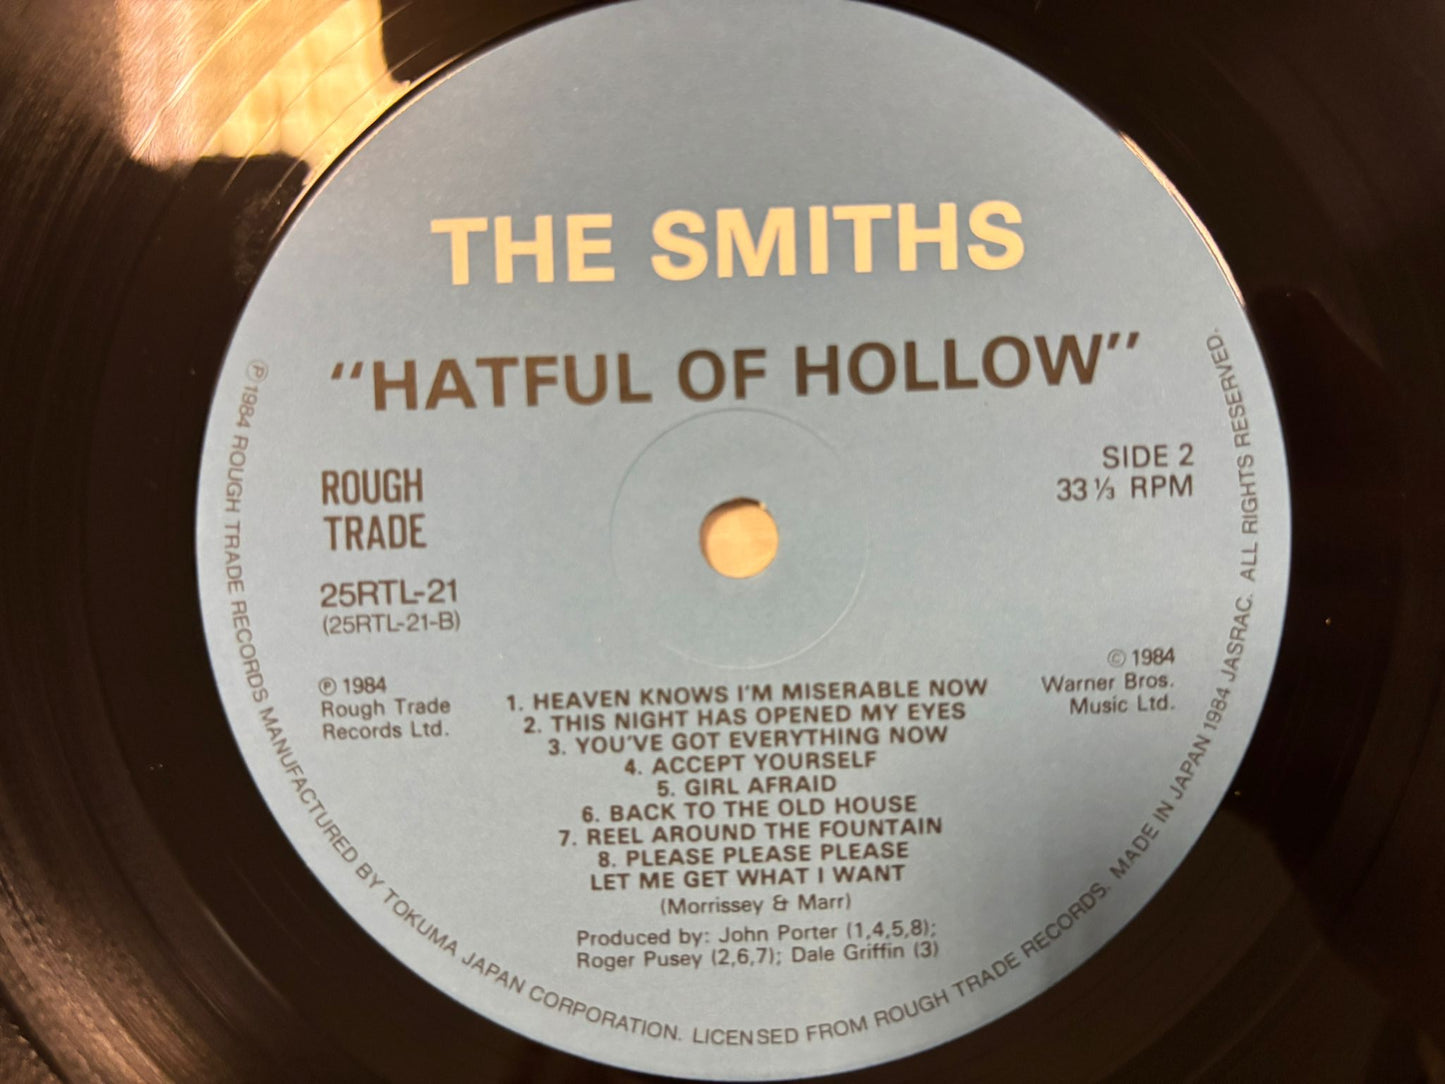 THE SMITHS
"HATFUL OF HOLLOW"
ROUGH
TRADE
25RTL-21
(25RTL-21-B)
SIDE 2
33 ⅓ RPM
℗ 1984
Rough Trade
Records Ltd.
© 1984
Warner Bros.
Music Ltd.
1. HEAVEN KNOWS I'M MISERABLE NOW
2. THIS NIGHT HAS OPENED MY EYES
3. YOU'VE GOT EVERYTHING NOW
4. ACCEPT YOURSELF
5. GIRL AFRAID
6. BACK TO THE OLD HOUSE
7. REEL AROUND THE FOUNTAIN
8. PLEASE PLEASE PLEASE
LET ME GET WHAT I WANT
(Morrissey & Marr)
Produced by: John Porter (1,4,5,8);
Roger Pusey (2,6,7); Dale Griffin (3)
℗ 1984 ROUGH TRADE RECORDS MANUFACTURED BY TOKUMA JAPAN CORPORATION. LICENSED FROM ROUGH TRADE RECORDS. MADE IN JAPAN 1984 JASRAC. ALL RIGHTS RESERVED.